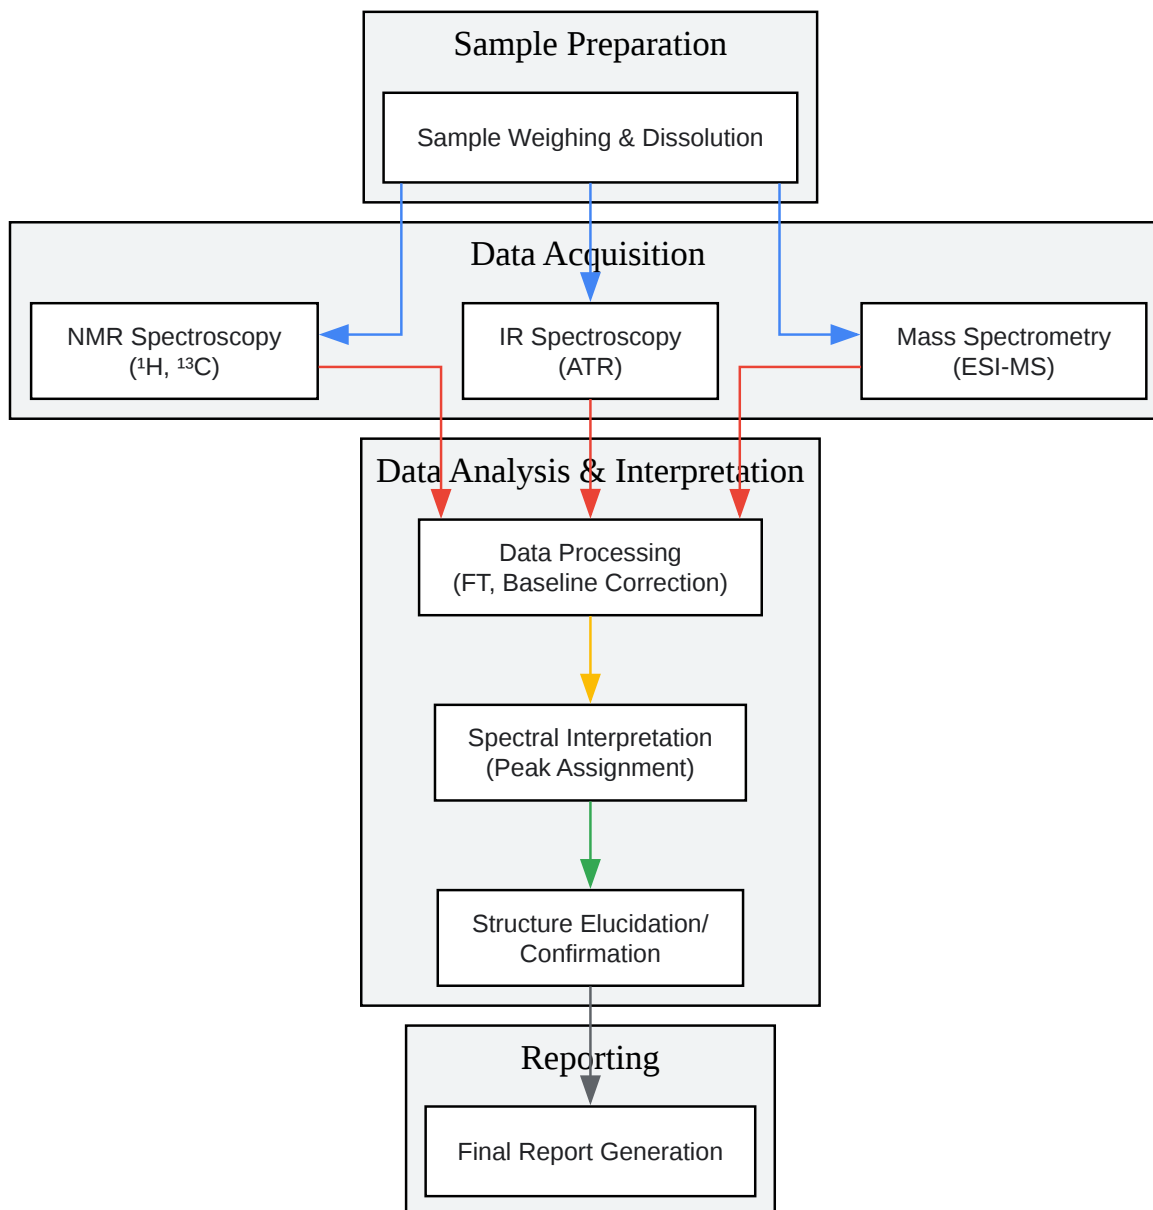 Sample Preparation
Sample Weighing & Dissolution
Data Acquisition
NMR Spectroscopy
(¹H, ¹³C)
IR Spectroscopy
(ATR)
Mass Spectrometry
(ESI-MS)
Data Analysis & Interpretation
Data Processing
(FT, Baseline Correction)
Spectral Interpretation
(Peak Assignment)
Structure Elucidation/
Confirmation
Reporting
Final Report Generation